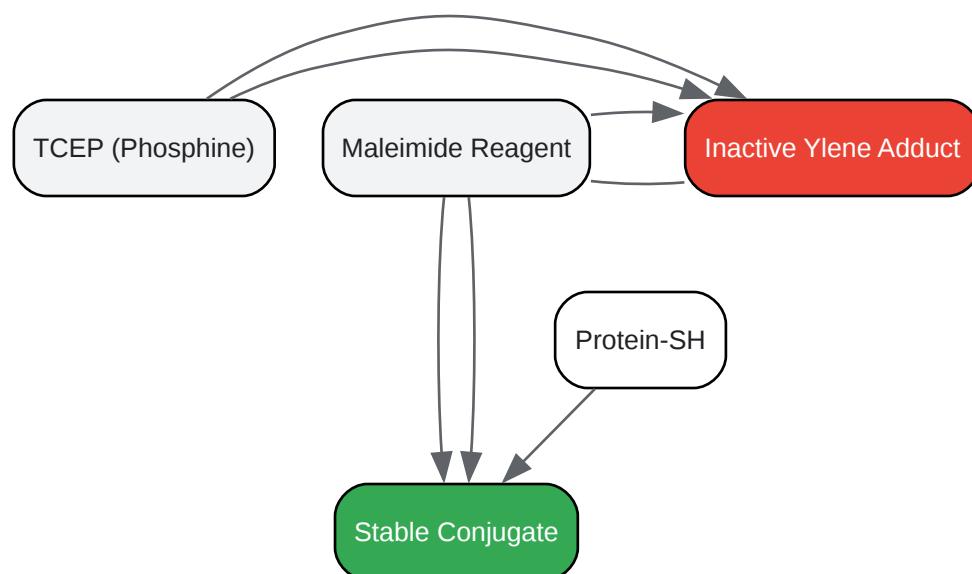 TCEP (Phosphine)
Maleimide Reagent
Inactive Ylene Adduct
Protein-SH
Stable Conjugate